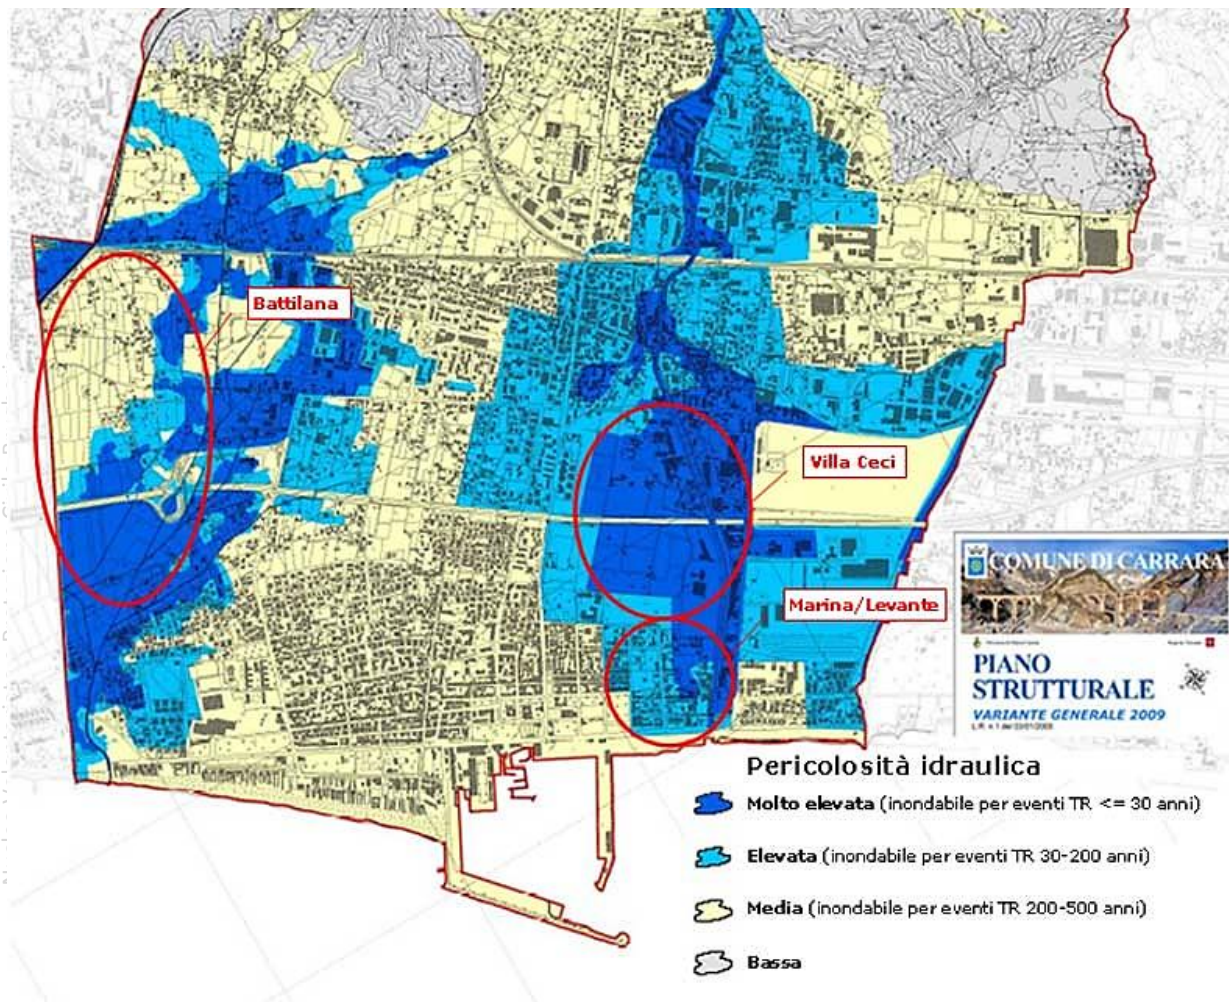 Battilana
Villa Ceci
Marina/Levante
COMUNE DI CARRARA
PIANO
STRUTTURALE
VARIANTE GENERALE 2009
Pericolosità idraulica
Molto elevata (inondabile per eventi TR <= 30 anni)
Elevata (inondabile per eventi TR 30-200 anni)
Media (inondabile per eventi TR 200-500 anni)
Bassa